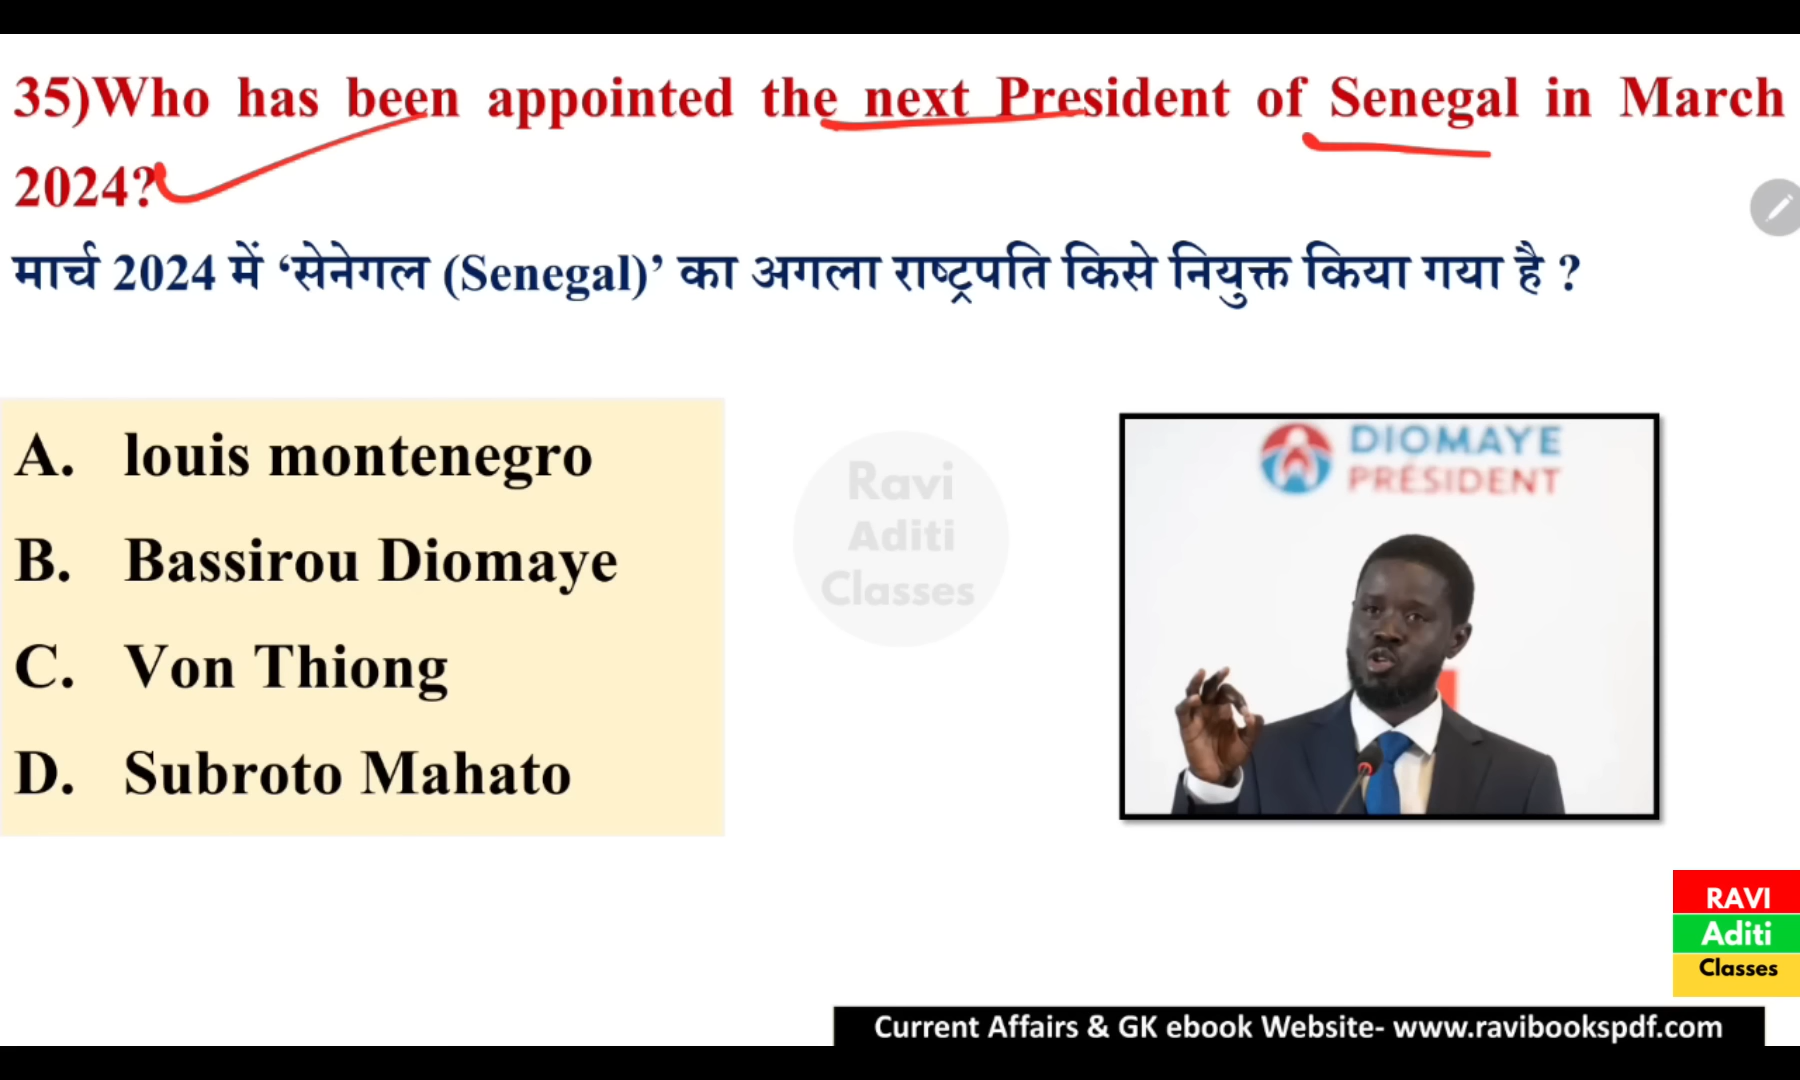 35)Who has been appointed the next President of Senegal in March
2024?
मार्च 2024 में ‘सेनेगल (Senegal)’ का अगला राष्ट्रपति किसे नियुक्त किया गया है ?
A. louis montenegro
B. Bassirou Diomaye
C. Von Thiong
D. Subroto Mahato
Ravi
Aditi
Classes
DIOMAYE
PRÉSIDENT
RAVI
Aditi
Classes
Current Affairs & GK ebook Website- www.ravibookspdf.com